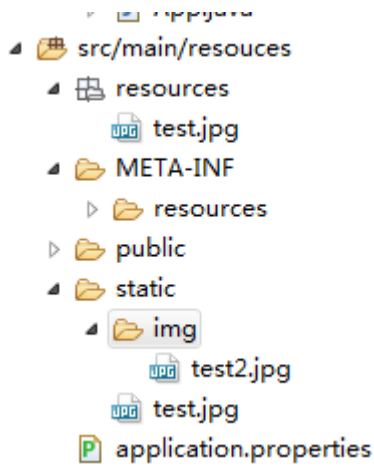 App.java
src/main/resouces
resources
test.jpg
META-INF
resources
public
static
img
test2.jpg
test.jpg
application.properties